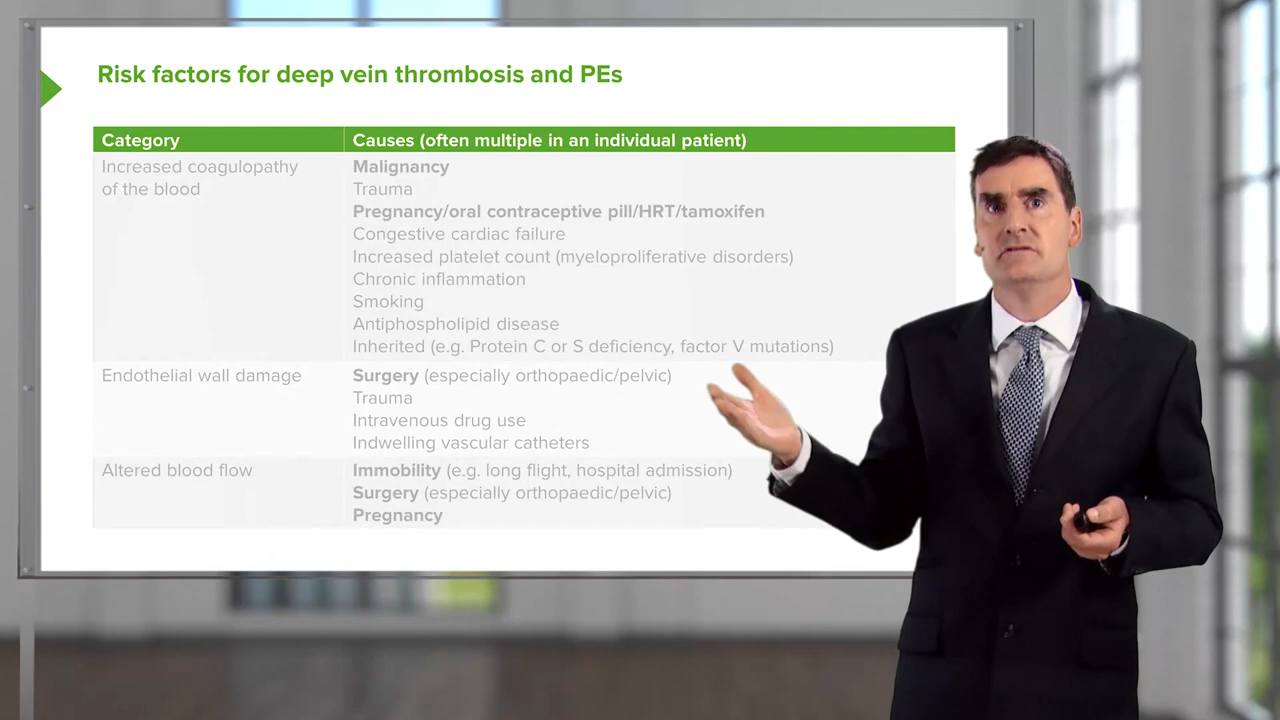 Risk factors for deep vein thrombosis and PEs
Category Causes (often multiple in an individual patient)
Increased coagulopathy
of the blood
Malignancy
Trauma
Pregnancy/oral contraceptive pill/HRT/tamoxifen
Congestive cardiac failure
Increased platelet count (myeloproliferative disorders)
Chronic inflammation
Smoking
Antiphospholipid disease
Inherited (e.g. Protein C or S deficiency, factor V mutations)
Endothelial wall damage
Surgery (especially orthopaedic/pelvic)
Trauma
Intravenous drug use
Indwelling vascular catheters
Altered blood flow
Immobility (e.g. long flight, hospital admission)
Surgery (especially orthopaedic/pelvic)
Pregnancy